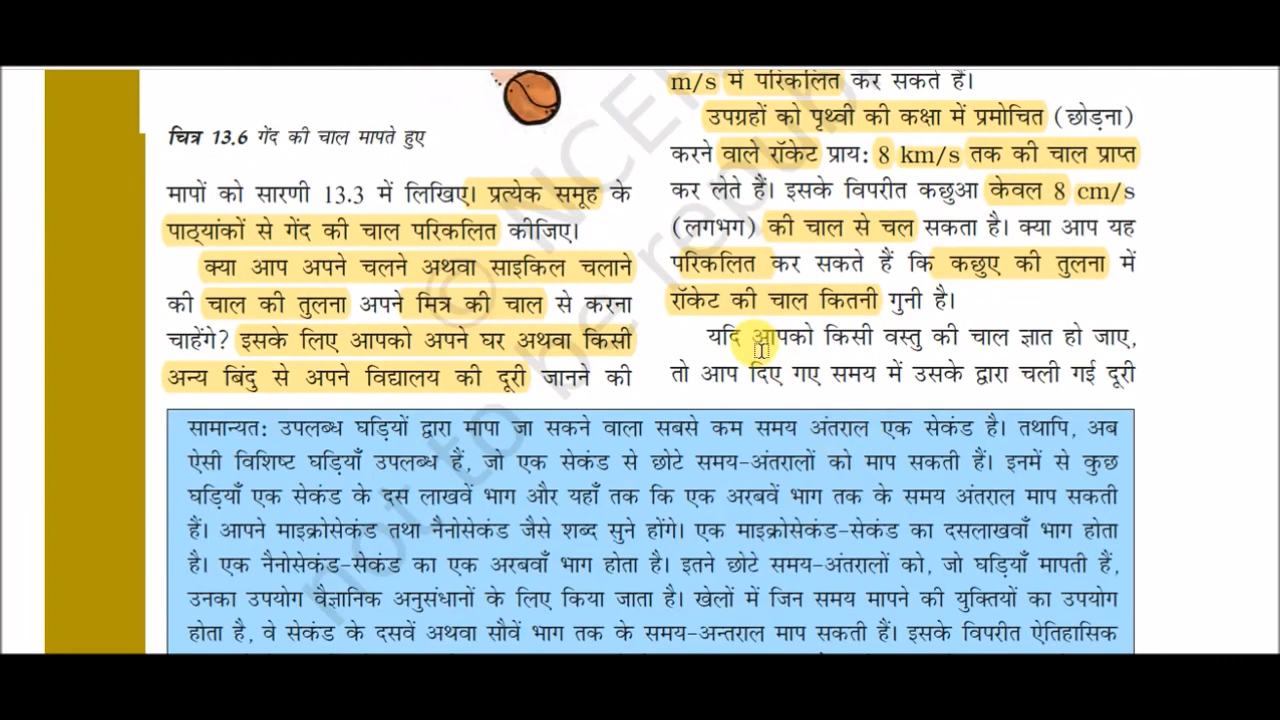 चित्र 13.6 गेंद की चाल मापते हुए
मापों को सारणी 13.3 में लिखिए। प्रत्येक समूह के
पाठ्यांकों से गेंद की चाल परिकलित कीजिए।
क्या आप अपने चलने अथवा साइकिल चलाने
की चाल की तुलना अपने मित्र की चाल से करना
चाहेंगे? इसके लिए आपको अपने घर अथवा किसी
अन्य बिंदु से अपने विद्यालय की दूरी जानने की
m/s में परिकलित कर सकते हैं।
उपग्रहों को पृथ्वी की कक्षा में प्रमोचित (छोड़ना)
करने वाले रॉकेट प्राय: 8 km/s तक की चाल प्राप्त
कर लेते हैं। इसके विपरीत कछुआ केवल 8 cm/s
(लगभग) की चाल से चल सकता है। क्या आप यह
परिकलित कर सकते हैं कि कछुए की तुलना में
रॉकेट की चाल कितनी गुनी है।
यदि आपको किसी वस्तु की चाल ज्ञात हो जाए,
तो आप दिए गए समय में उसके द्वारा चली गई दूरी
सामान्यत: उपलब्ध घड़ियों द्वारा मापा जा सकने वाला सबसे कम समय अंतराल एक सेकंड है। तथापि, अब
ऐसी विशिष्ट घड़ियाँ उपलब्ध हैं, जो एक सेकंड से छोटे समय-अंतरालों को माप सकती हैं। इनमें से कुछ
घड़ियाँ एक सेकंड के दस लाखवें भाग और यहाँ तक कि एक अरबवें भाग तक के समय अंतराल माप सकती
हैं। आपने माइक्रोसेकंड तथा नैनोसेकंड जैसे शब्द सुने होंगे। एक माइक्रोसेकंड-सेकंड का दसलाखवाँ भाग होता
है। एक नैनोसेकंड-सेकंड का एक अरबवाँ भाग होता है। इतने छोटे समय-अंतरालों को, जो घड़ियाँ मापती हैं,
उनका उपयोग वैज्ञानिक अनुसंधानों के लिए किया जाता है। खेलों में जिन समय मापने की युक्तियों का उपयोग
होता है, वे सेकंड के दसवें अथवा सौवें भाग तक के समय-अन्तराल माप सकती हैं। इसके विपरीत ऐतिहासिक
© NCE
not to be repub